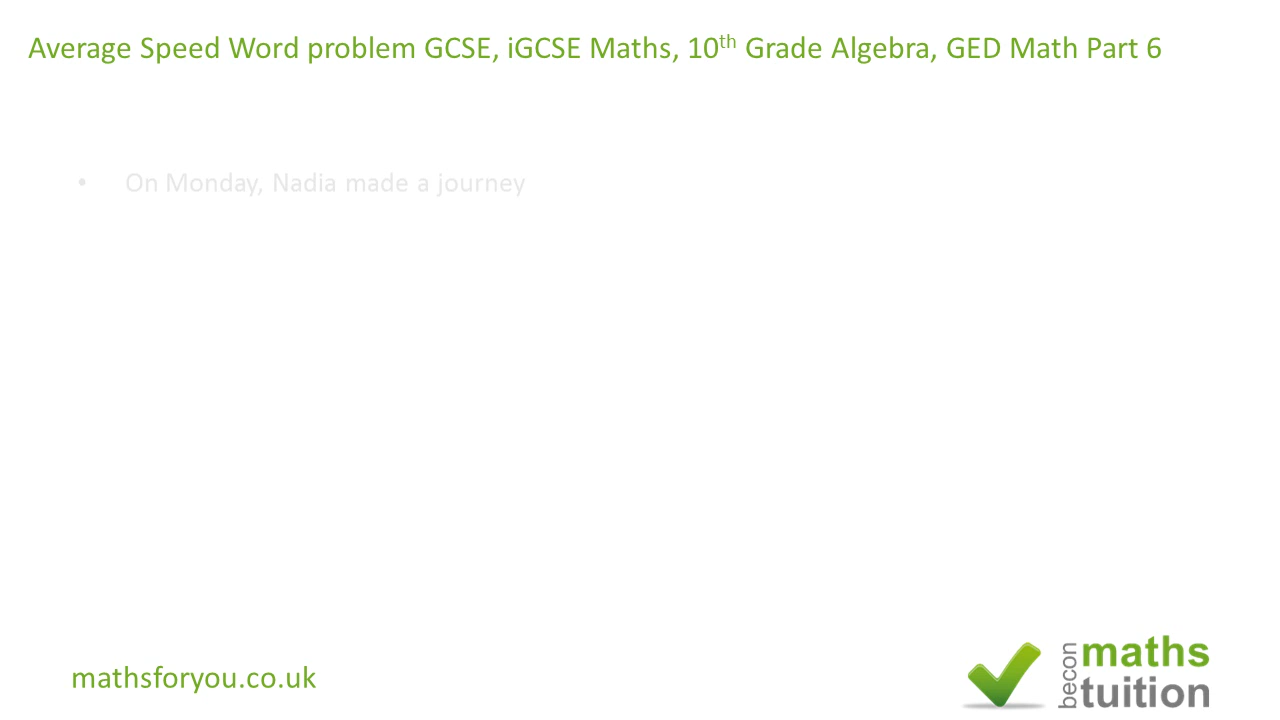 Average Speed Word problem GCSE, iGCSE Maths, 10th Grade Algebra, GED Math Part 6
• On Monday, Nadia made a journey
mathsforyou.co.uk
becon maths tuition